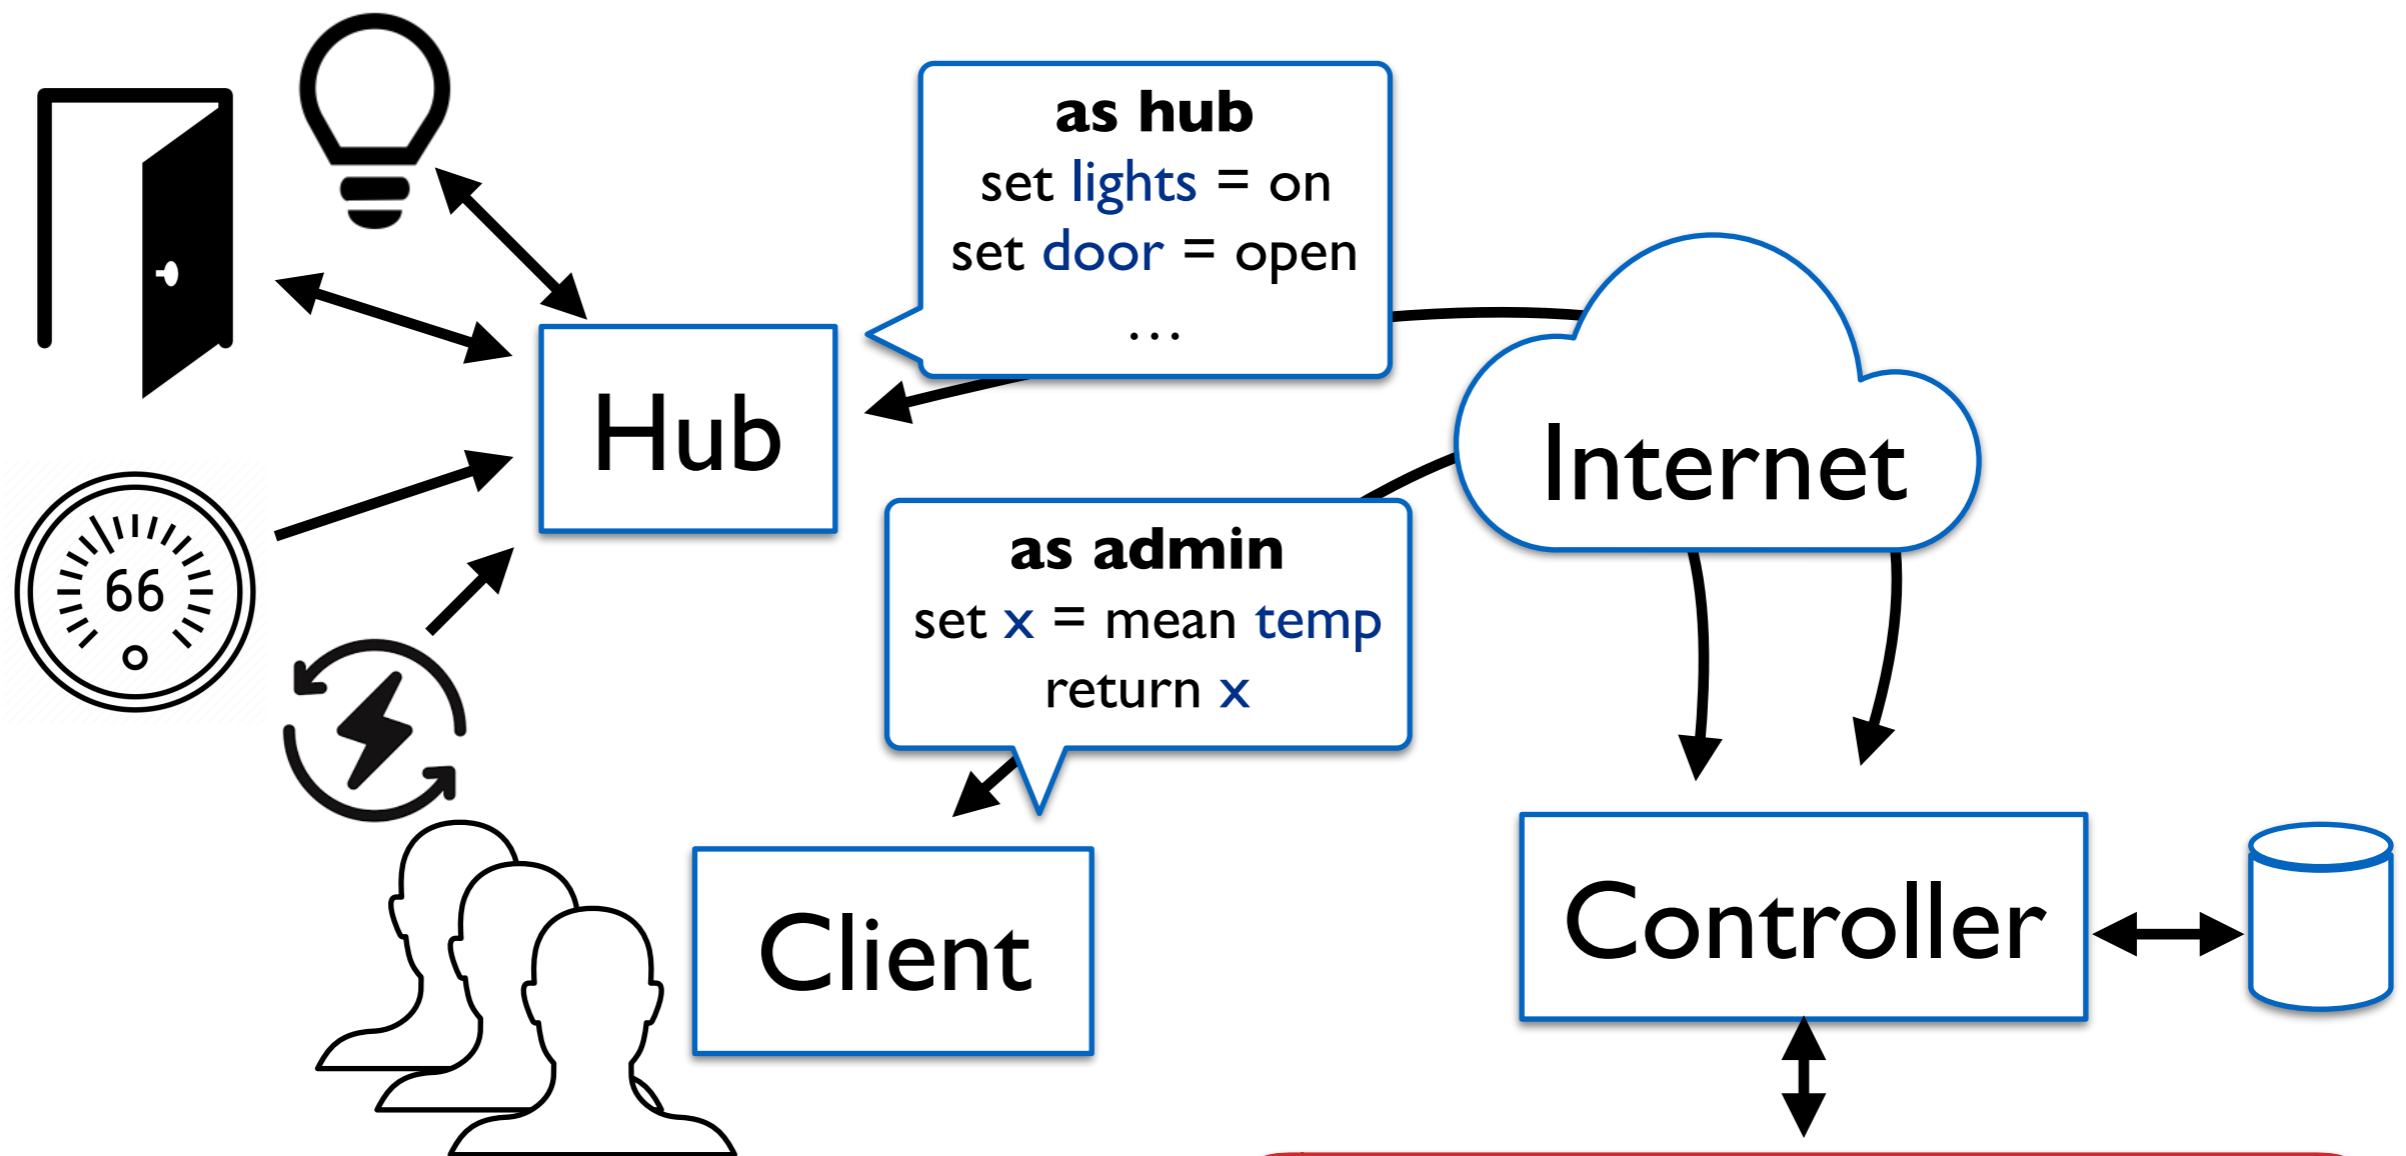 as hub
set lights = on
set door = open
...
Hub
Internet
66
as admin
set x = mean temp
return x
Client
Controller